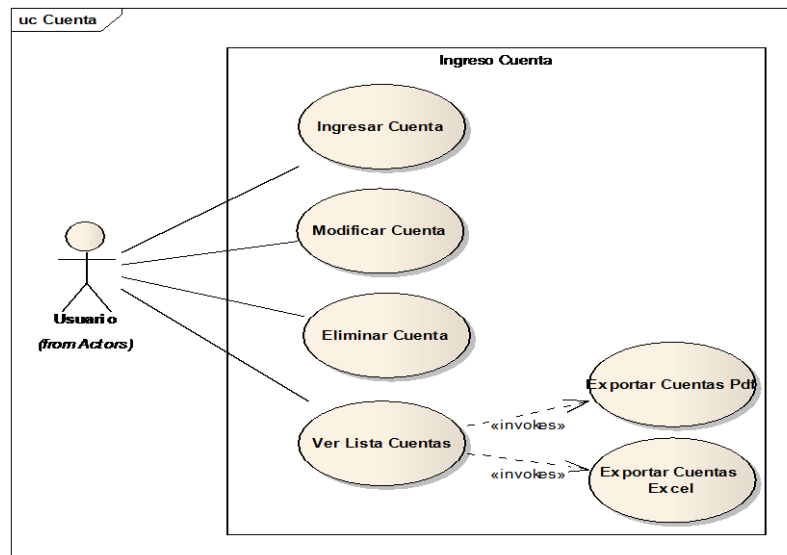 uc Cuenta
Ingreso Cuenta
Ingresar Cuenta
Modificar Cuenta
Usuario
(from Actors)
Eliminar Cuenta
Ver Lista Cuentas
«invokes»
«invokes»
Exportar Cuentas Pdf
Exportar Cuentas
Excel